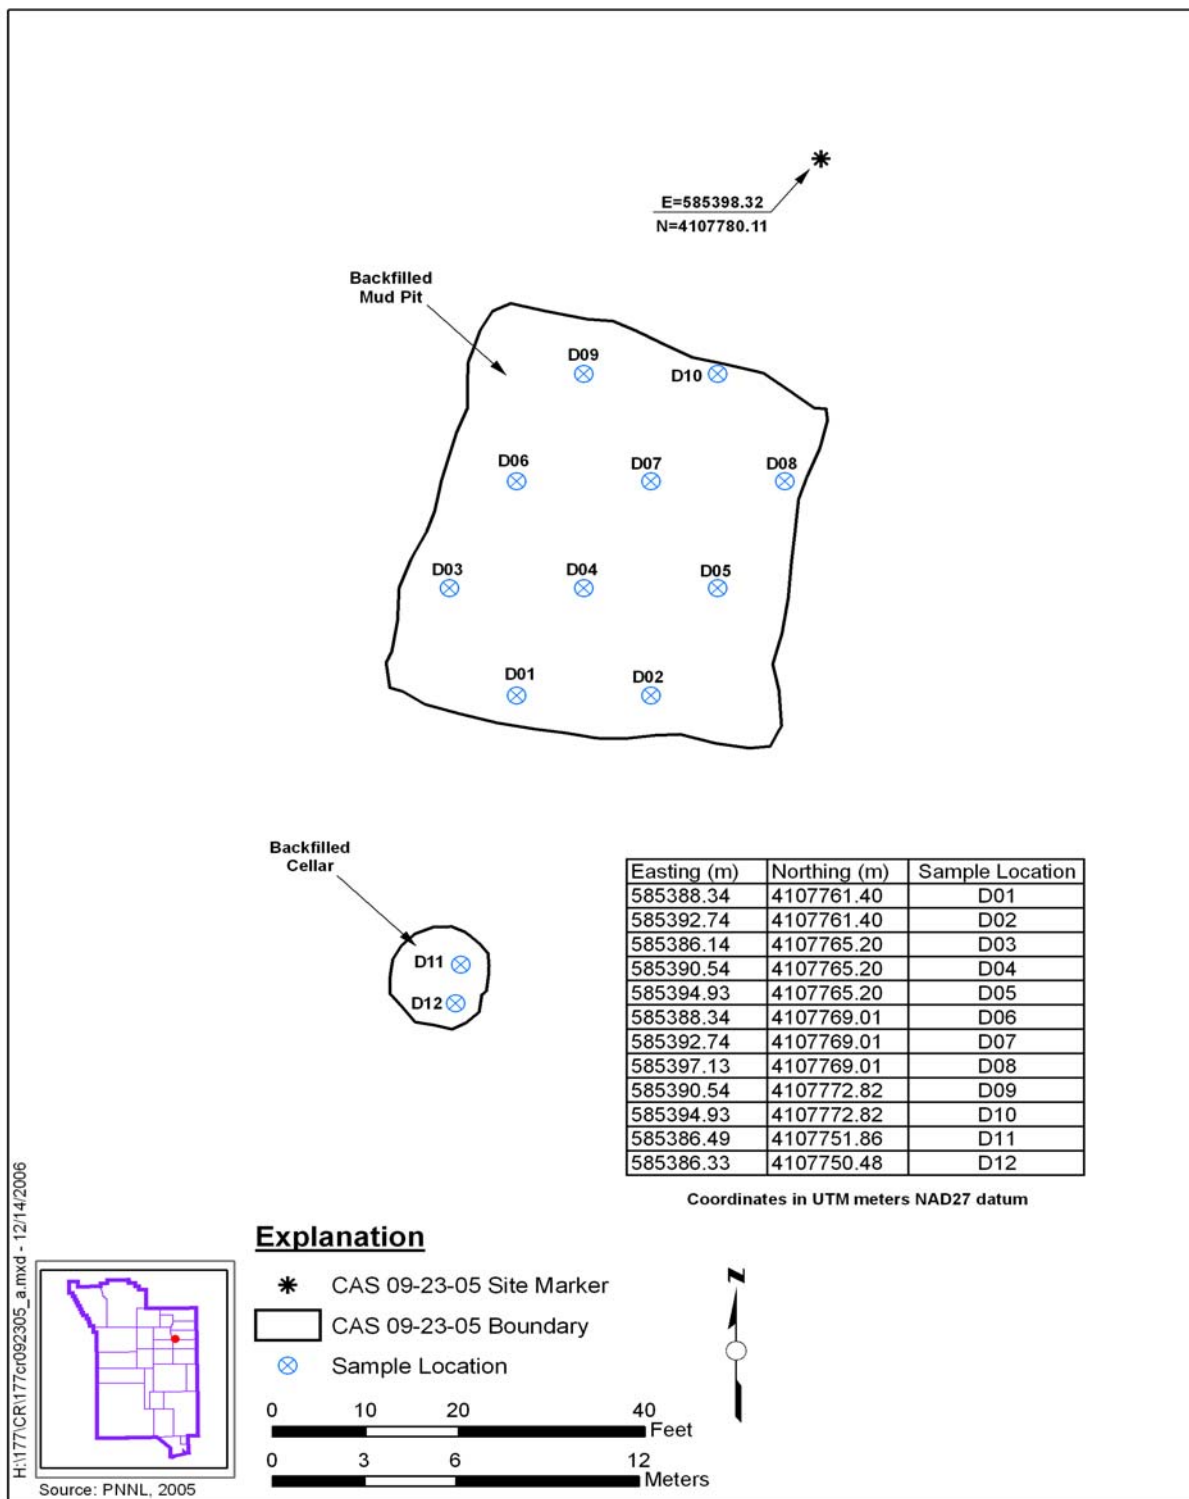 E=585398.32
N=4107780.11
Backfilled
Mud Pit
D09
D10
D06
D07
D08
D03
D04
D05
D01
D02
Backfilled
Cellar
D11
D12
Easting (m) Northing (m) Sample Location
585388.34 4107761.40 D01
585392.74 4107761.40 D02
585386.14 4107765.20 D03
585390.54 4107765.20 D04
585394.93 4107765.20 D05
585388.34 4107769.01 D06
585392.74 4107769.01 D07
585397.13 4107769.01 D08
585390.54 4107772.82 D09
585394.93 4107772.82 D10
585386.49 4107751.86 D11
585386.33 4107750.48 D12
Coordinates in UTM meters NAD27 datum
H:\177\CR\177cr092305_a.mxd - 12/14/2006
Explanation
CAS 09-23-05 Site Marker
CAS 09-23-05 Boundary
Sample Location
0 10 20 40
Feet
0 3 6 12
Meters
N
Source: PNNL, 2005